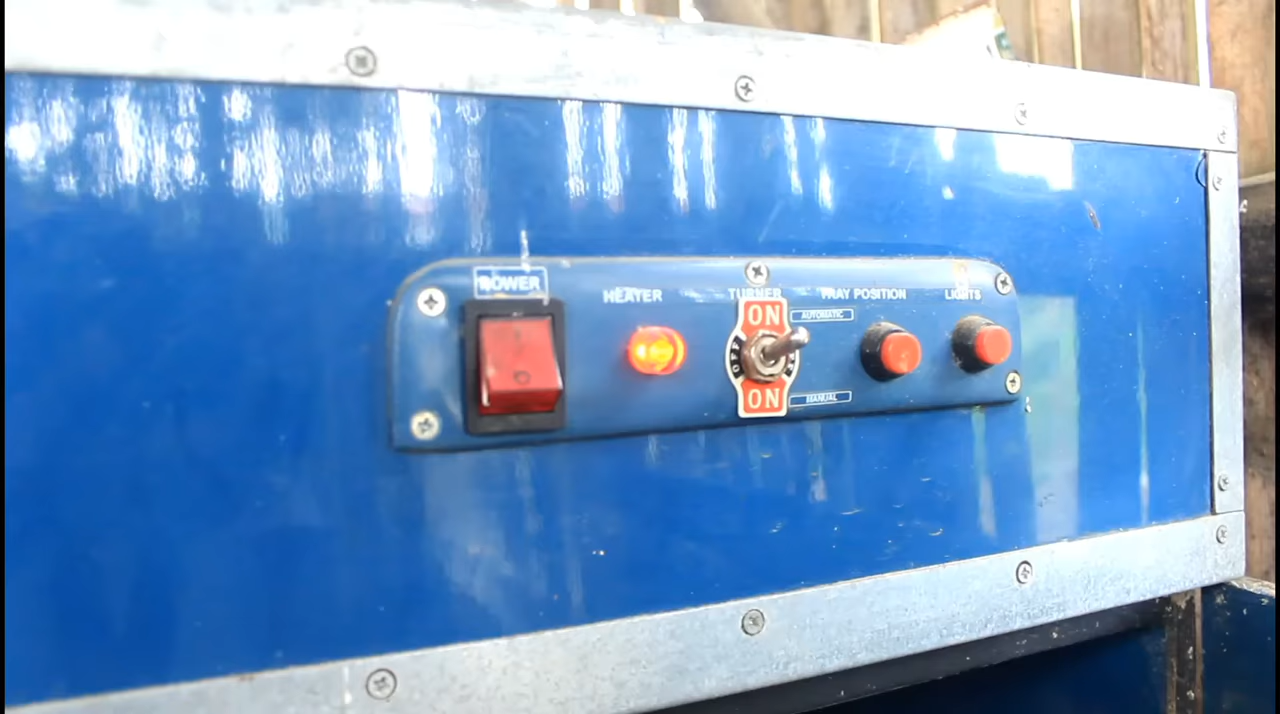 POWER
HEATER
TURNER
TRAY POSITION
LIGHTS
ON
AUTOMATIC
OFF
ON
MANUAL